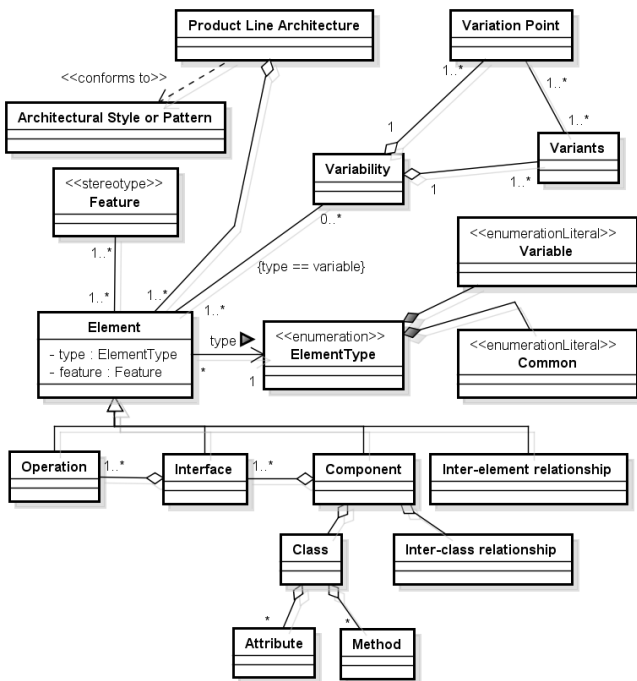 Product Line Architecture
Variation Point
<<conforms to>>
1..*
1..*
Architectural Style or Pattern
1
1..*
Variants
Variability
1
1..*
<<stereotype>>
Feature
0..*
<<enumerationLiteral>>
Variable
1..*
{type == variable}
1..*
1..*
1..*
Element
type
<<enumeration>>
ElementType
<<enumerationLiteral>>
Common
- type : ElementType
- feature : Feature
*
1
Operation
1..*
Interface
1..*
Component
Inter-element relationship
Class
Inter-class relationship
*
*
Attribute
Method